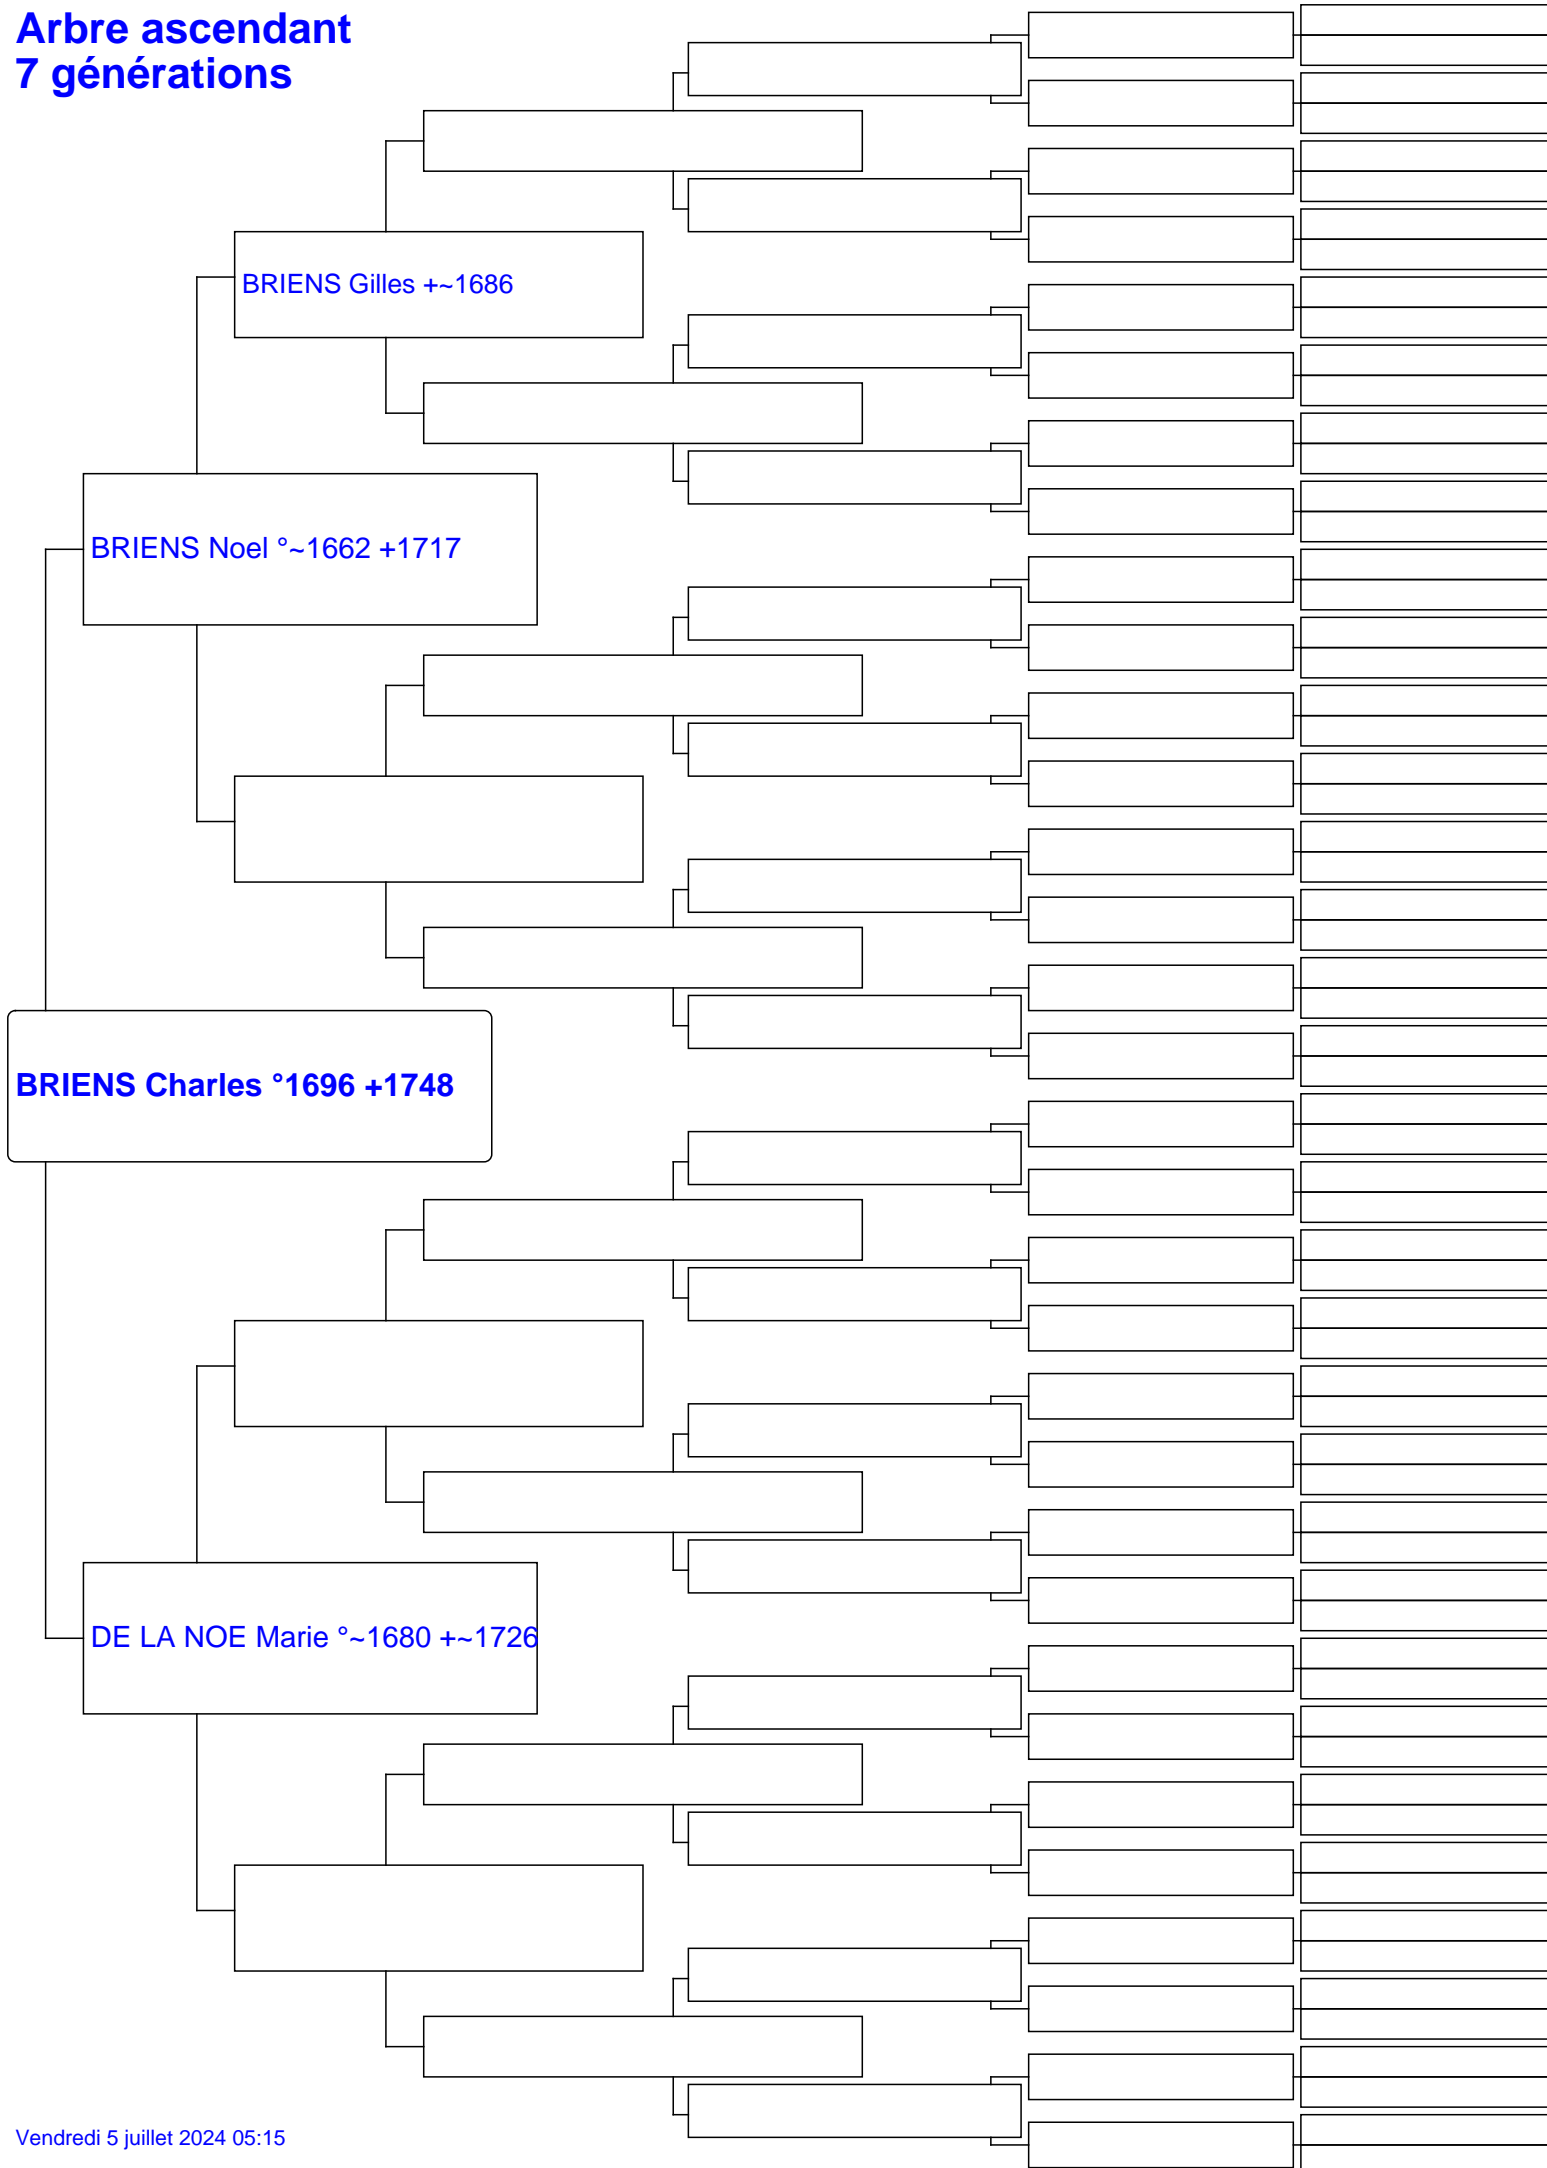 Arbre ascendant
7 générations
BRIENS Gilles +~1686
BRIENS Noel °~1662 +1717
BRIENS Charles °1696 +1748
DE LA NOE Marie °~1680 +~1726
Vendredi 5 juillet 2024 05:15